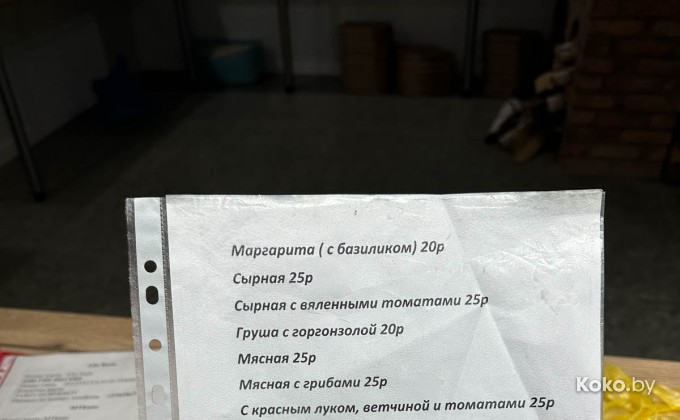 Маргарита ( с базиликом) 20р
Сырная 25р
Сырная с вяленными томатами 25р
Груша с горгонзолой 20р
Мясная 25р
Мясная с грибами 25р
С красным луком, ветчиной и томатами 25р
Koko.by